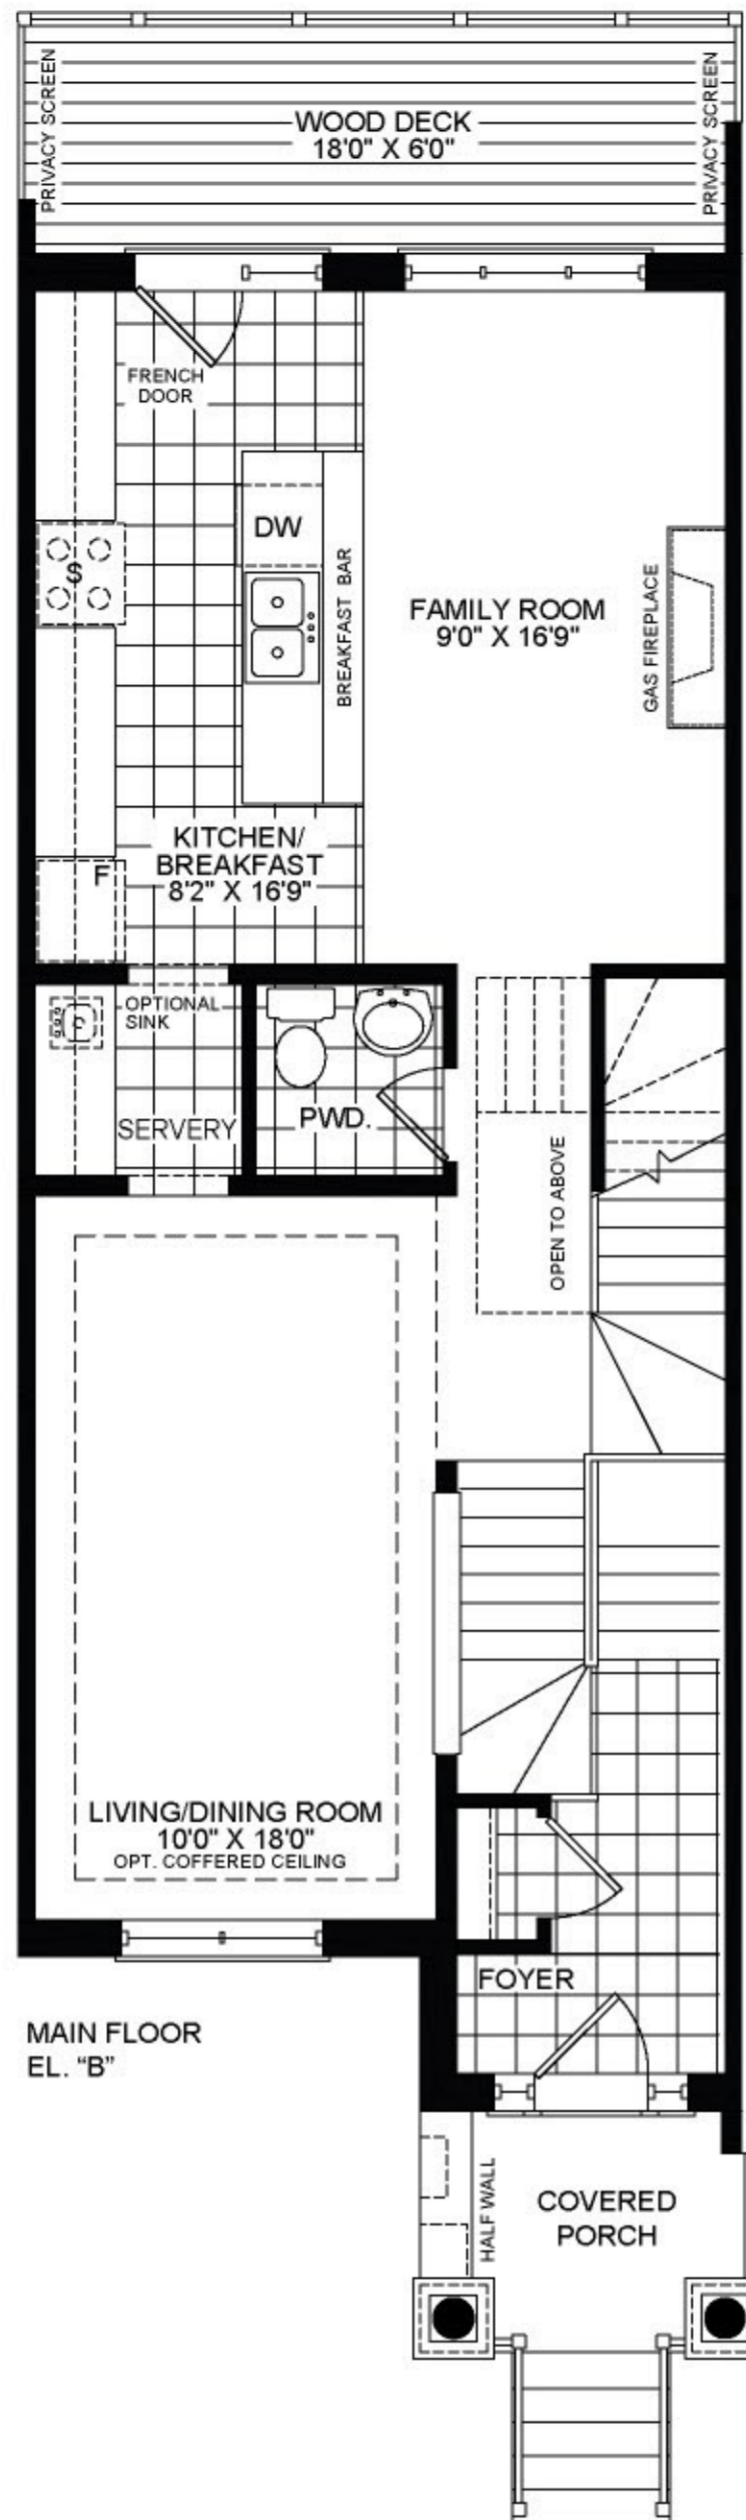 PRIVACY SCREEN
WOOD DECK
18'0" X 6'0"
PRIVACY SCREEN
FRENCH
DOOR
DW
S
BREAKFAST BAR
FAMILY ROOM
9'0" X 16'9"
GAS FIREPLACE
KITCHEN/
BREAKFAST
8'2" X 16'9"
F
OPTIONAL
SINK
SERVERY
PWD.
OPEN TO ABOVE
LIVING/DINING ROOM
10'0" X 18'0"
OPT. COFFERED CEILING
FOYER
MAIN FLOOR
EL. “B”
HALF WALL
COVERED
PORCH